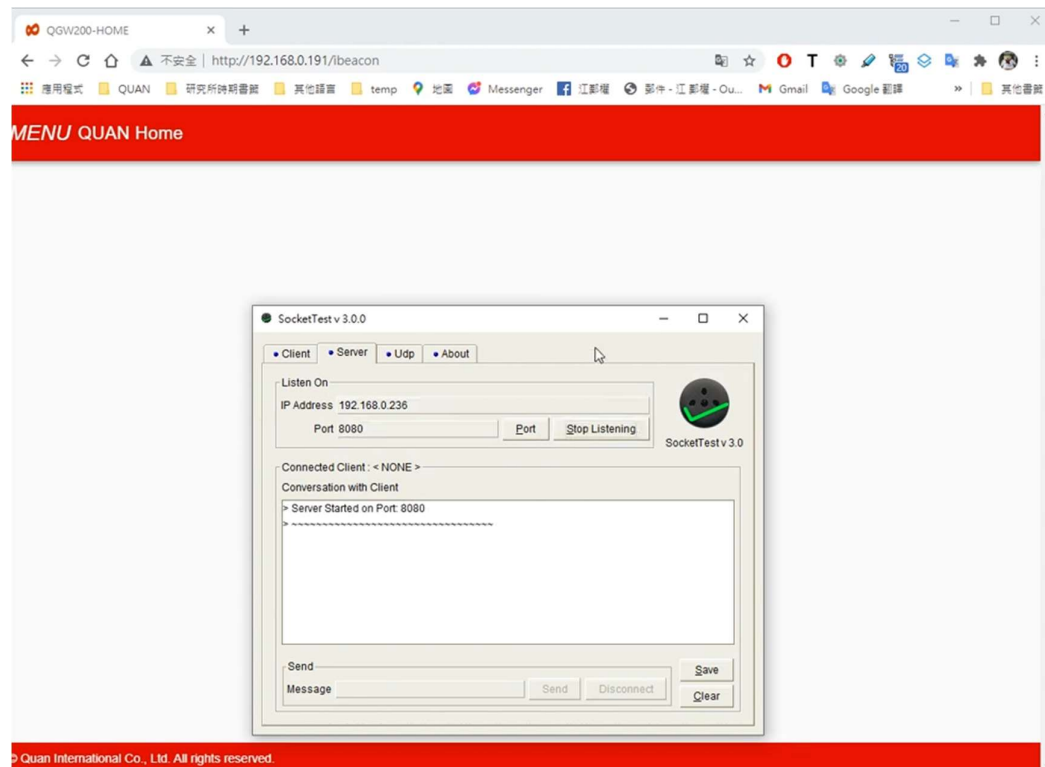 QGW200-HOME
不安全 | http://192.168.0.191/ibeacon
應用程式 QUAN 研究所時期書籤 其他語言 temp 地圖 Messenger 江郵權 郵件 - 江 郵權 - Ou... Gmail Google 翻譯 » 其他書籤
20
MENU QUAN Home
SocketTest v 3.0.0
Client Server Udp About
Listen On
IP Address 192.168.0.236
Port 8080 Port Stop Listening
SocketTest v 3.0
Connected Client : < NONE >
Conversation with Client
> Server Started on Port: 8080
> ~~~~~~~~~~~~~~~~~~~~~~~~~~~~~~~~~
Send
Message Send Disconnect
Save
Clear
© Quan International Co., Ltd. All rights reserved.